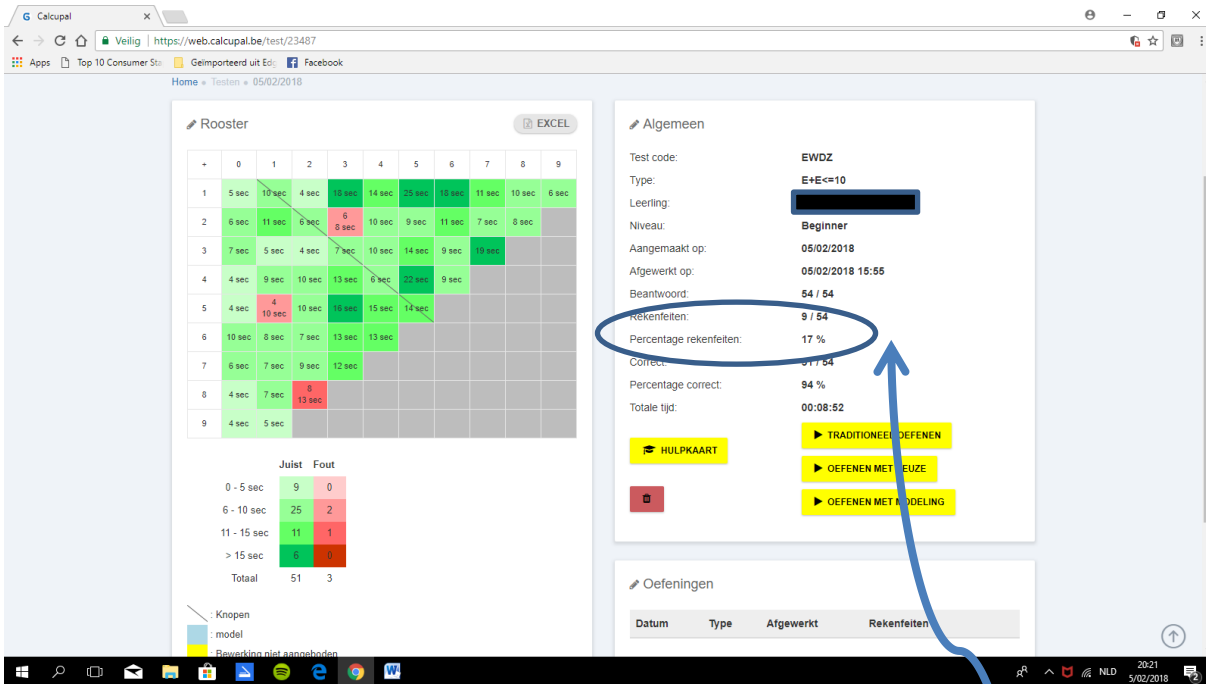 G Calcupal
Veilig | https://web.calcupal.be/test/23487
Apps Top 10 Consumer Sta Geïmporteerd uit Edg Facebook
Home » Testen » 05/02/2018
Rooster
EXCEL
+ 0 1 2 3 4 5 6 7 8 9
1 5 sec 10 sec 4 sec 18 sec 14 sec 25 sec 18 sec 11 sec 10 sec 6 sec
2 6 sec 11 sec 6 sec 6 8 sec 10 sec 9 sec 11 sec 7 sec 8 sec
3 7 sec 5 sec 4 sec 7 sec 10 sec 14 sec 9 sec 19 sec
4 4 sec 9 sec 10 sec 13 sec 6 sec 22 sec 9 sec
5 4 sec 4 10 sec 10 sec 16 sec 15 sec 14 sec
6 10 sec 8 sec 7 sec 13 sec 13 sec
7 6 sec 7 sec 9 sec 12 sec
8 4 sec 7 sec 8 13 sec
9 4 sec 5 sec
Juist Fout
0 - 5 sec 9 0
6 - 10 sec 25 2
11 - 15 sec 11 1
> 15 sec 6 0
Totaal 51 3
: Knopen
: model
: Bewerking niet aangeboden
Algemeen
Test code: EWDZ
Type: E+E<=10
Leerling:
Niveau: Beginner
Aangemaakt op: 05/02/2018
Afgewerkt op: 05/02/2018 15:55
Beantwoord: 54 / 54
Rekenfeiten: 9 / 54
Percentage rekenfeiten: 17 %
Correct: 51 / 54
Percentage correct: 94 %
Totale tijd: 00:08:52
HULPKAART
TRADITIONEEL OEFENEN
OEFENEN MET KEUZE
OEFENEN MET MODELING
Oefeningen
Datum Type Afgewerkt Rekenfeiten
NLD
20:21
5/02/2018
2